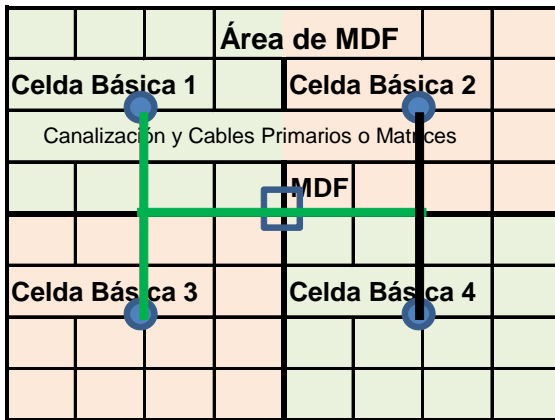 Área de MDF
Celda Básica 1
Celda Básica 2
Canalización y Cables Primarios o Matrices
MDF
Celda Básica 3
Celda Básica 4